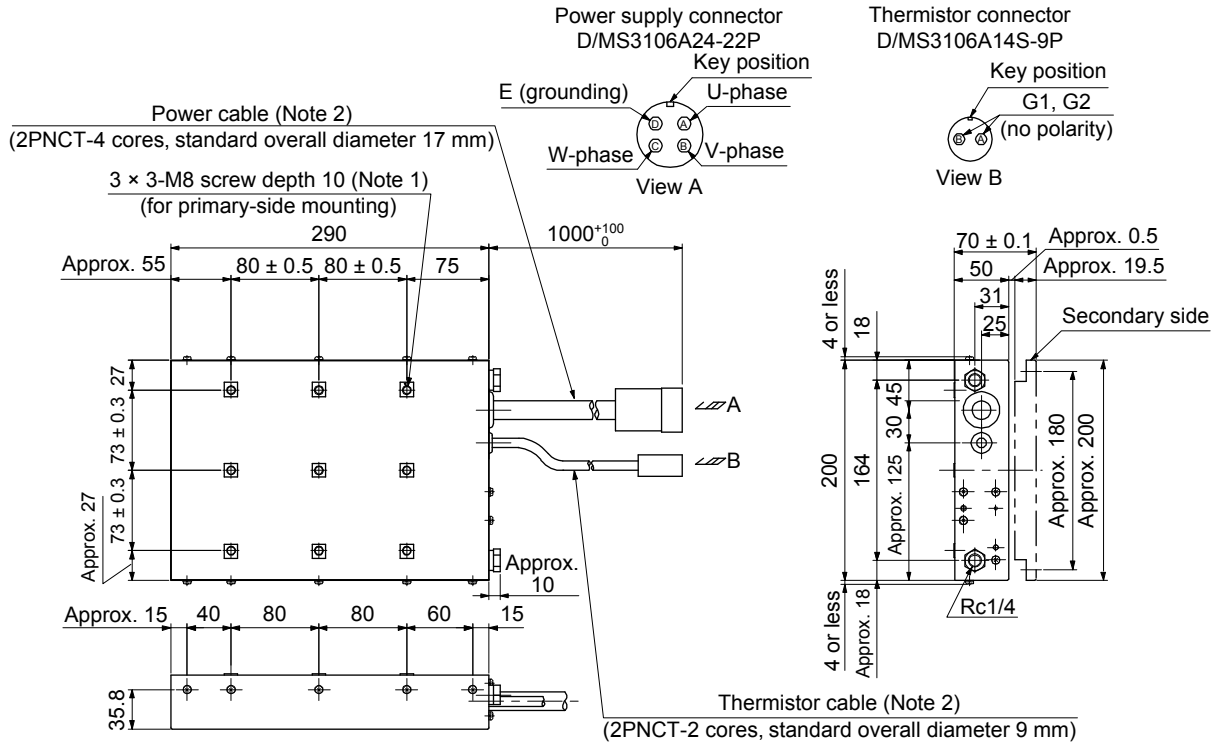 Power supply connector
D/MS3106A24-22P
Key position
E (grounding)
U-phase
D
A
C
B
W-phase
V-phase
View A
Thermistor connector
D/MS3106A14S-9P
Key position
G1, G2
(no polarity)
B
A
View B
Power cable (Note 2)
(2PNCT-4 cores, standard overall diameter 17 mm)
3 × 3-M8 screw depth 10 (Note 1)
(for primary-side mounting)
290
1000 +100 0
Approx. 55
80 ± 0.5
80 ± 0.5
75
27
73 ± 0.3
73 ± 0.3
Approx. 27
A
B
Approx.
10
Approx. 15
40
80
80
60
15
35.8
Thermistor cable (Note 2)
(2PNCT-2 cores, standard overall diameter 9 mm)
70 ± 0.1
Approx. 0.5
50
Approx. 19.5
31
25
Secondary side
4 or less
18
45
30
200
164
Approx. 125
Approx. 180
Approx. 200
4 or less
Approx. 18
Rc1/4